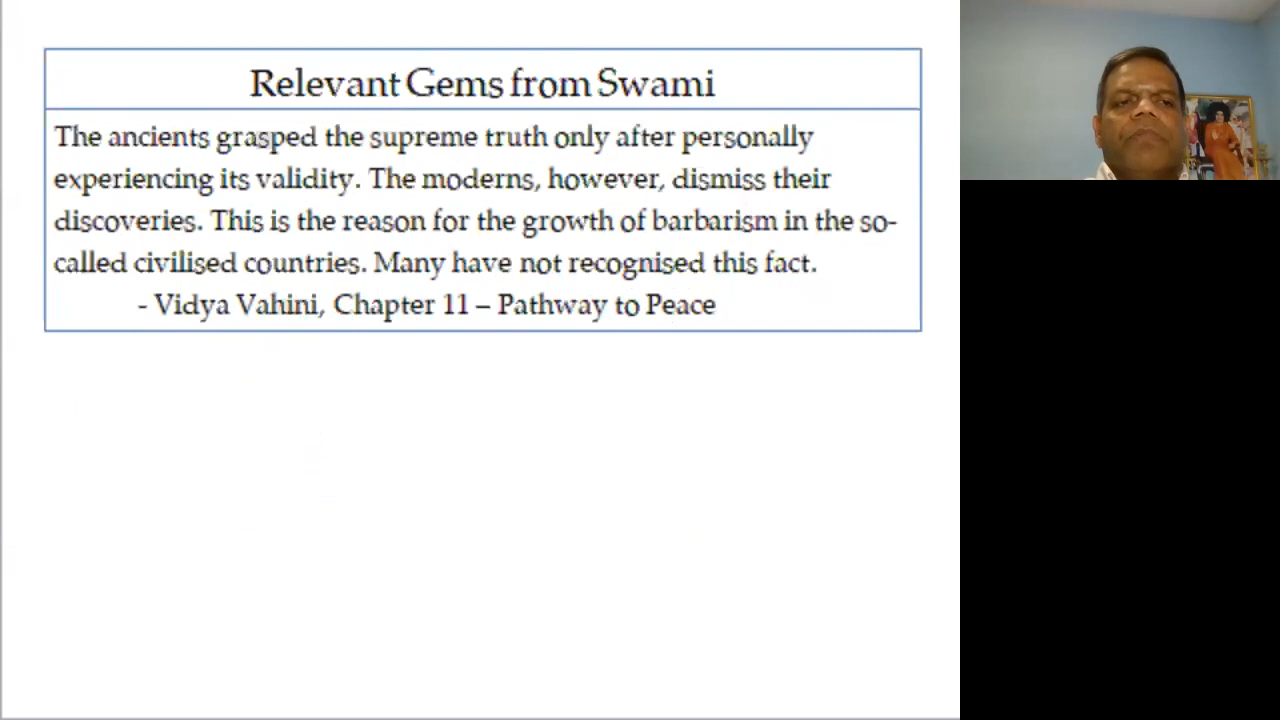 Relevant Gems from Swami
The ancients grasped the supreme truth only after personally
experiencing its validity. The moderns, however, dismiss their
discoveries. This is the reason for the growth of barbarism in the so-
called civilised countries. Many have not recognised this fact.
- Vidya Vahini, Chapter 11 – Pathway to Peace